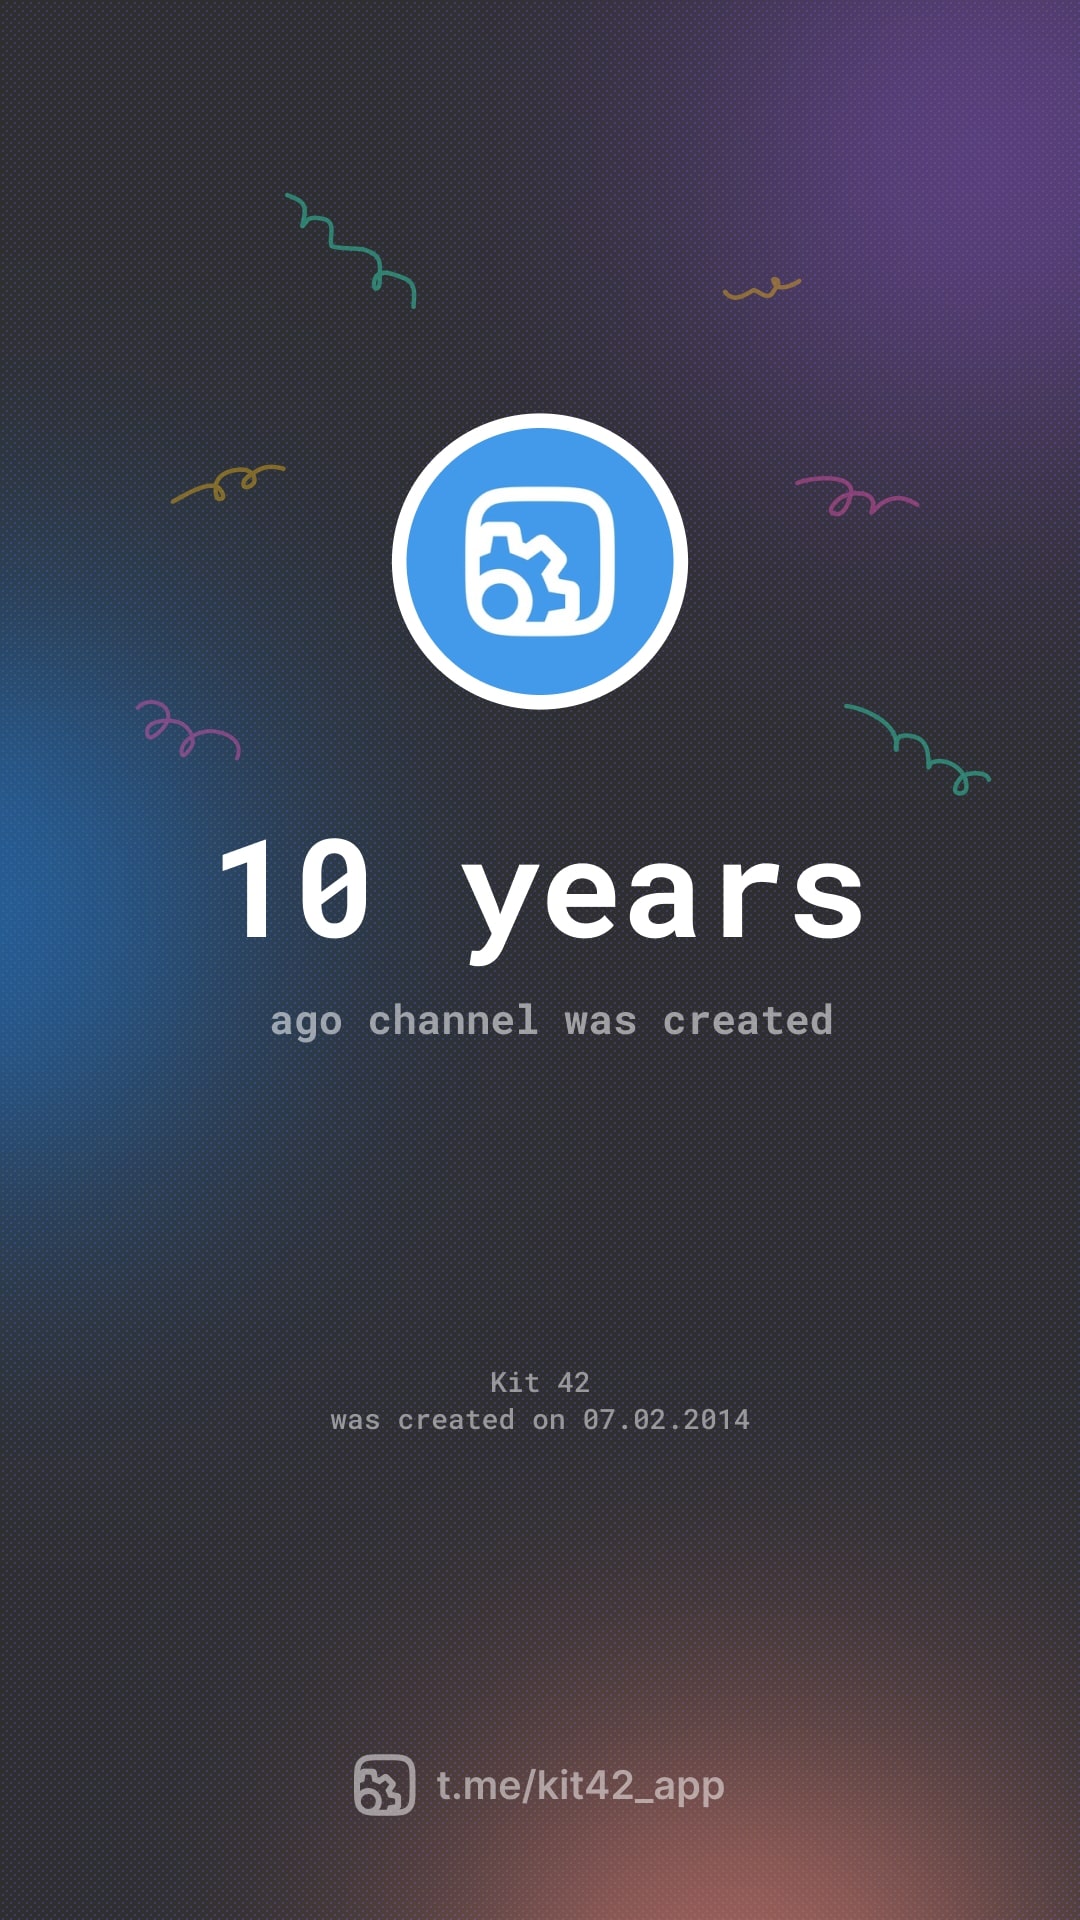 10 years
ago channel was created
Kit 42
was created on 07.02.2014
t.me/kit42_app